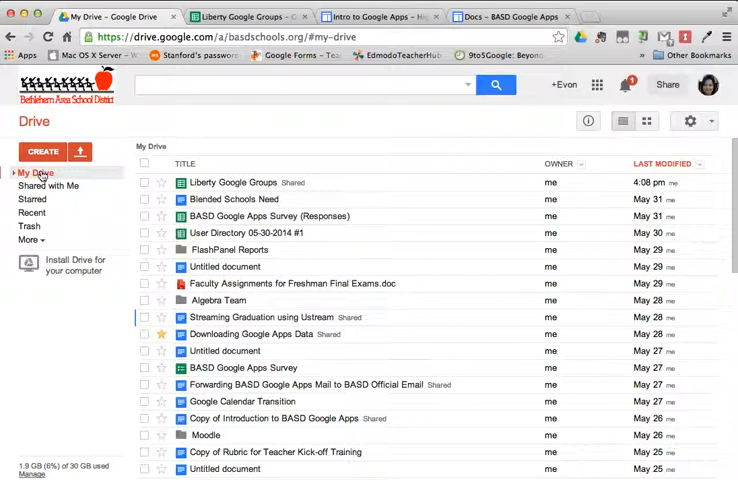 My Drive - Google Drive
Liberty Google Groups - G
Intro to Google Apps - Hig
Docs - BASD Google Apps
https://drive.google.com/a/basdschools.org/#my-drive
Apps
Mac OS X Server – W
Stanford's password
Google Forms – Tea
EdmodoTeacherHub
9to5Google: Beyon
Other Bookmarks
Bethlehem Area School District
+Evon
1
Share
Drive
My Drive
CREATE
TITLE
OWNER
LAST MODIFIED
My Drive
Shared with Me
Starred
Recent
Trash
More
Install Drive for
your computer
Liberty Google Groups Shared me 4:08 pm me
Blended Schools Need me May 31 me
BASD Google Apps Survey (Responses) me May 31 me
User Directory 05-30-2014 #1 me May 30 me
FlashPanel Reports me May 29 me
Untitled document me May 29 me
Faculty Assignments for Freshman Final Exams.doc me May 29 me
Algebra Team me May 28 me
Streaming Graduation using Ustream Shared me May 28 me
Downloading Google Apps Data Shared me May 28 me
Untitled document me May 27 me
BASD Google Apps Survey me May 27 me
Forwarding BASD Google Apps Mail to BASD Official Email Shared me May 27 me
Google Calendar Transition me May 27 me
Copy of Introduction to BASD Google Apps Shared me May 26 me
Moodle me May 26 me
Copy of Rubric for Teacher Kick-off Training me May 25 me
Untitled document me May 25 me
1.9 GB (6%) of 30 GB used
Manage